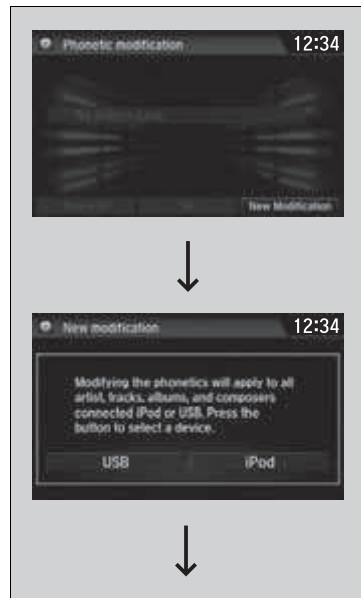 Phonetic modification
12:34
New Modification
New modification
12:34
Modifying the phonetics will apply to all
artist, tracks, albums, and composers
connected iPod or USB. Press the
button to select a device.
USB
iPod